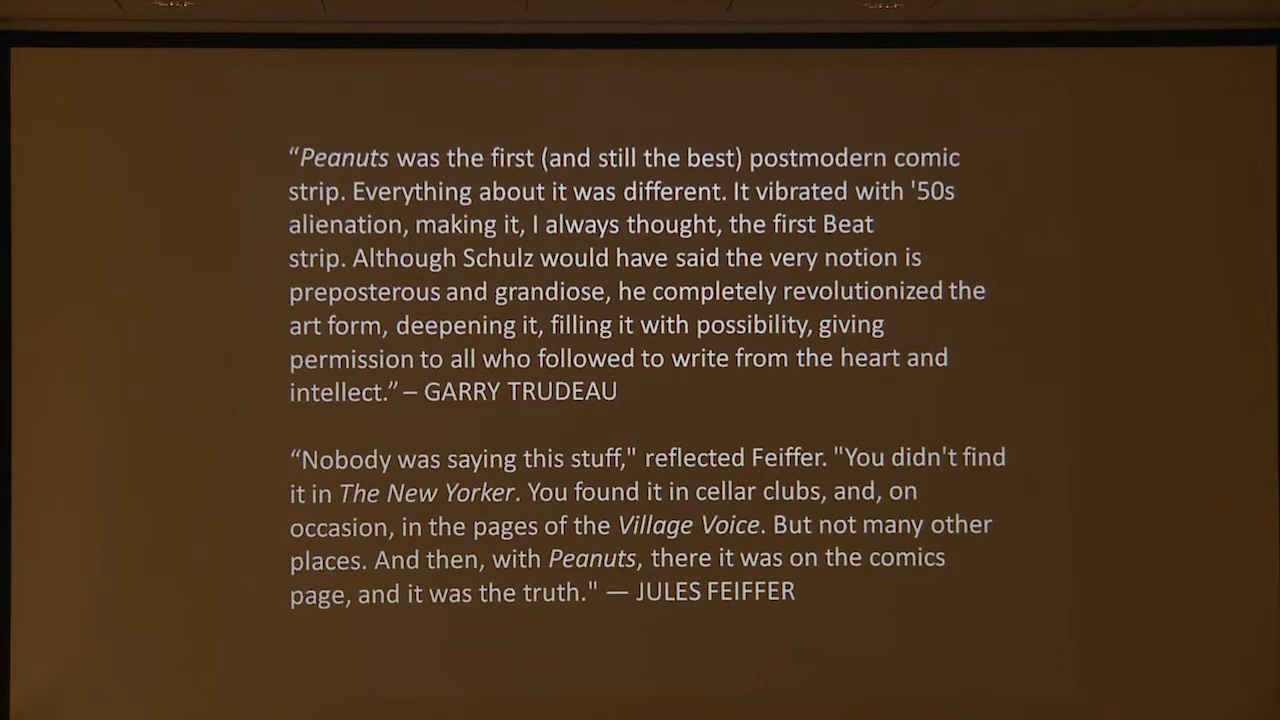 “Peanuts was the first (and still the best) postmodern comic
strip. Everything about it was different. It vibrated with '50s
alienation, making it, I always thought, the first Beat
strip. Although Schulz would have said the very notion is
preposterous and grandiose, he completely revolutionized the
art form, deepening it, filling it with possibility, giving
permission to all who followed to write from the heart and
intellect.” – GARRY TRUDEAU
“Nobody was saying this stuff," reflected Feiffer. "You didn't find
it in The New Yorker. You found it in cellar clubs, and, on
occasion, in the pages of the Village Voice. But not many other
places. And then, with Peanuts, there it was on the comics
page, and it was the truth." — JULES FEIFFER